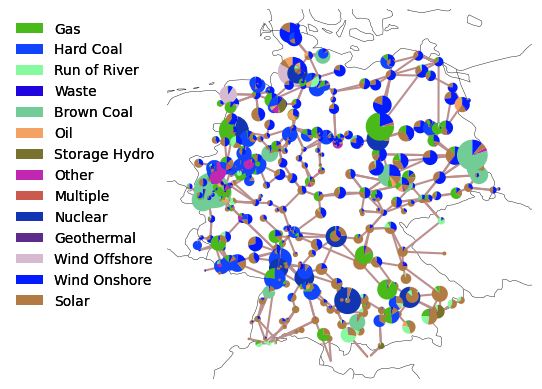 Gas
Hard Coal
Run of River
Waste
Brown Coal
Oil
Storage Hydro
Other
Multiple
Nuclear
Geothermal
Wind Offshore
Wind Onshore
Solar